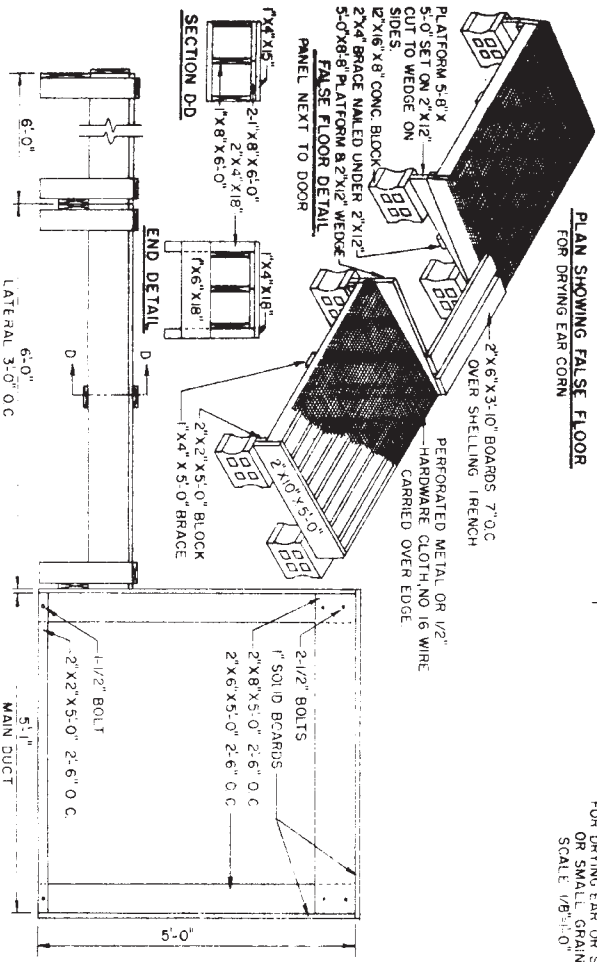 PLAN SHOWING FALSE FLOOR
FOR DRYING EAR CORN
2"X6"X3'-10" BOARDS 7" O.C.
OVER SHELLING TRENCH
PERFORATED METAL OR 1/2"
HARDWARE CLOTH, NO 16 WIRE
CARRIED OVER EDGE
PLATFORM 5'-8" X
5'-0" SET ON 2"X12"
CUT TO WEDGE ON
SIDES.
12"X16"X8" CONC. BLOCK
2"X4" BRACE NAILED UNDER 2"X12"
5'-0"X8'-8" PLATFORM & 2"X12" WEDGE
FALSE FLOOR DETAIL
PANEL NEXT TO DOOR
2"X10"X5'-0"
2"X2"X5'-0" BLOCK
1"X4"X5'-0" BRACE
1"X4"X15"
2-1"X8"X6'-0"
1"X8"X6'-0"
SECTION D-D
2"X4"X18"
1"X4"X18"
1"X6"X18"
END DETAIL
6'-0"
6'-0"
D
D
LATERAL 3'-0" O.C.
2-1/2" BOLTS
1" SOLID BOARDS
2"X8"X5'-0" 2'-6" O.C.
2"X6"X5'-0" 2'-6" O.C.
1-1/2" BOLT
2"X2"X5'-0" 2'-6" O.C.
5'-1"
MAIN DUCT
5'-0"
FOR DRYING EAR OR
OR SMALL GRAIN
SCALE 1/8"=1'-0"